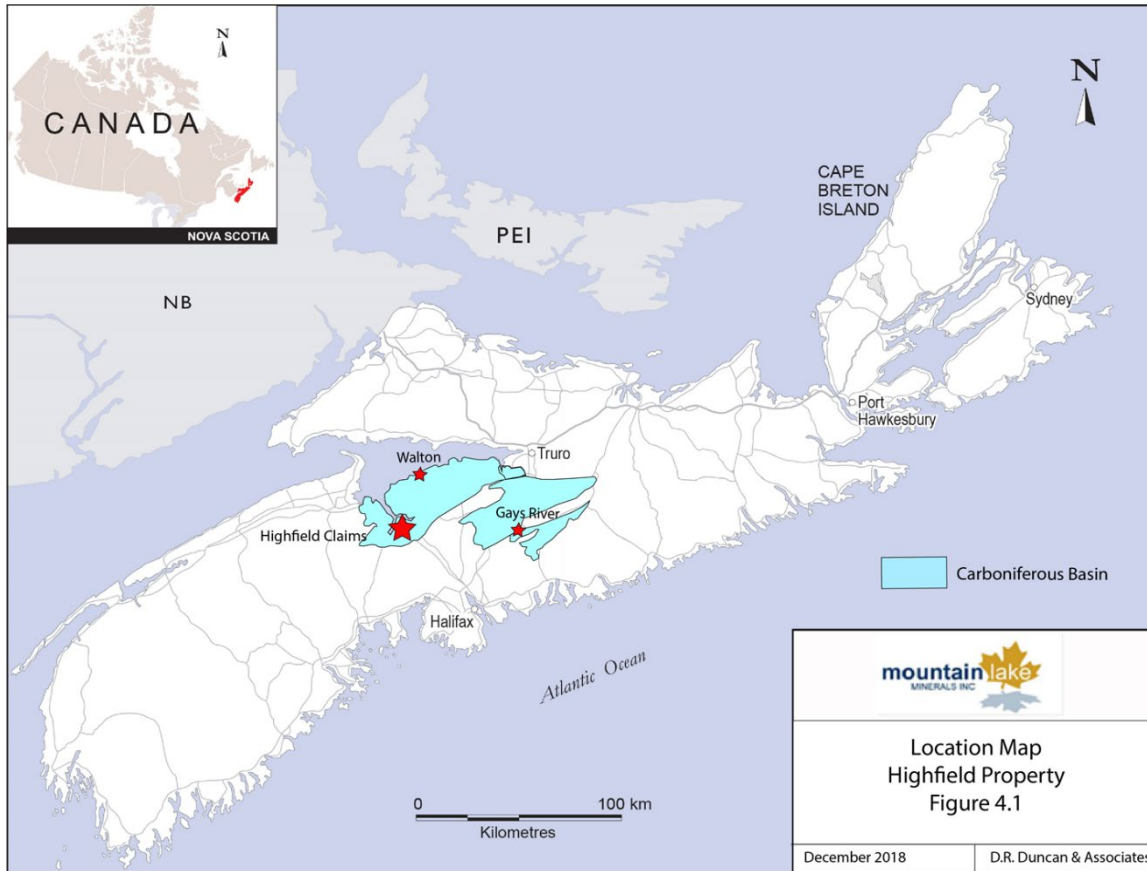 N
CANADA
NOVA SCOTIA
N
CAPE
BRETON
ISLAND
PEI
NB
Sydney
Port
Hawkesbury
Truro
Walton
Gays River
Highfield Claims
Carboniferous Basin
Halifax
Atlantic Ocean
0 100 km
Kilometres
mountain lake
MINERALS INC
Location Map
Highfield Property
Figure 4.1
December 2018
D.R. Duncan & Associates